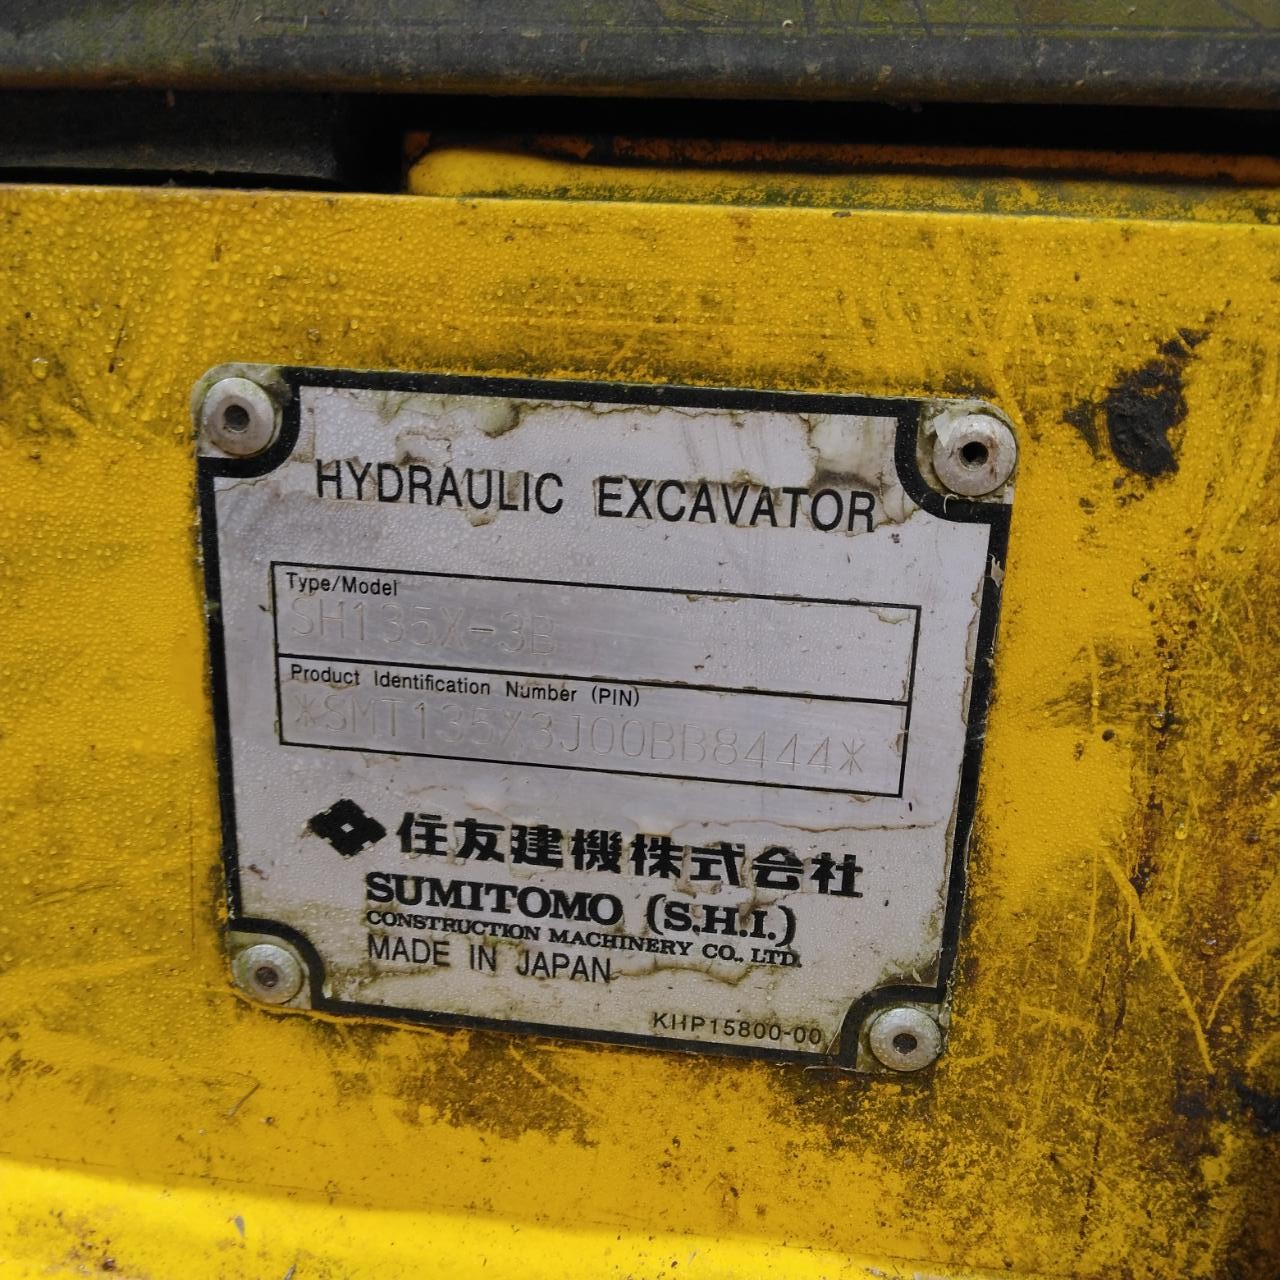 HYDRAULIC EXCAVATOR
Type/Model
SH135X-3B
Product Identification Number (PIN)
*SMT135X3J00BB8444*
住友建機株式会社
SUMITOMO (S.H.I.)
CONSTRUCTION MACHINERY CO., LTD.
MADE IN JAPAN
KHP15800-00